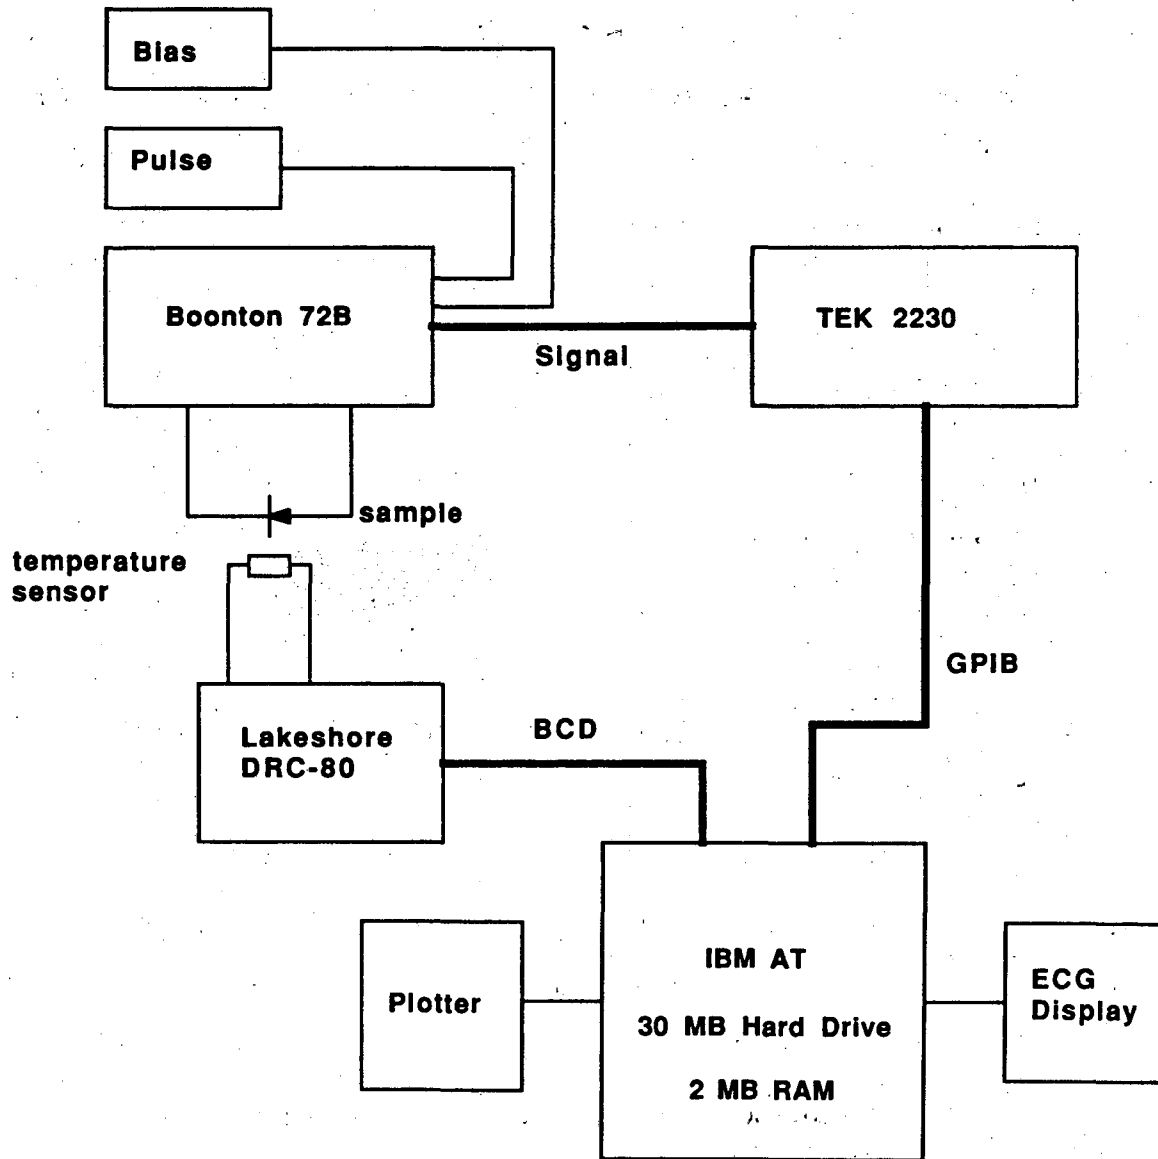 Bias
Pulse
Boonton 72B
TEK 2230
Signal
sample
temperature
sensor
GPIB
BCD
Lakeshore
DRC-80
IBM AT
30 MB Hard Drive
2 MB RAM
Plotter
ECG
Display